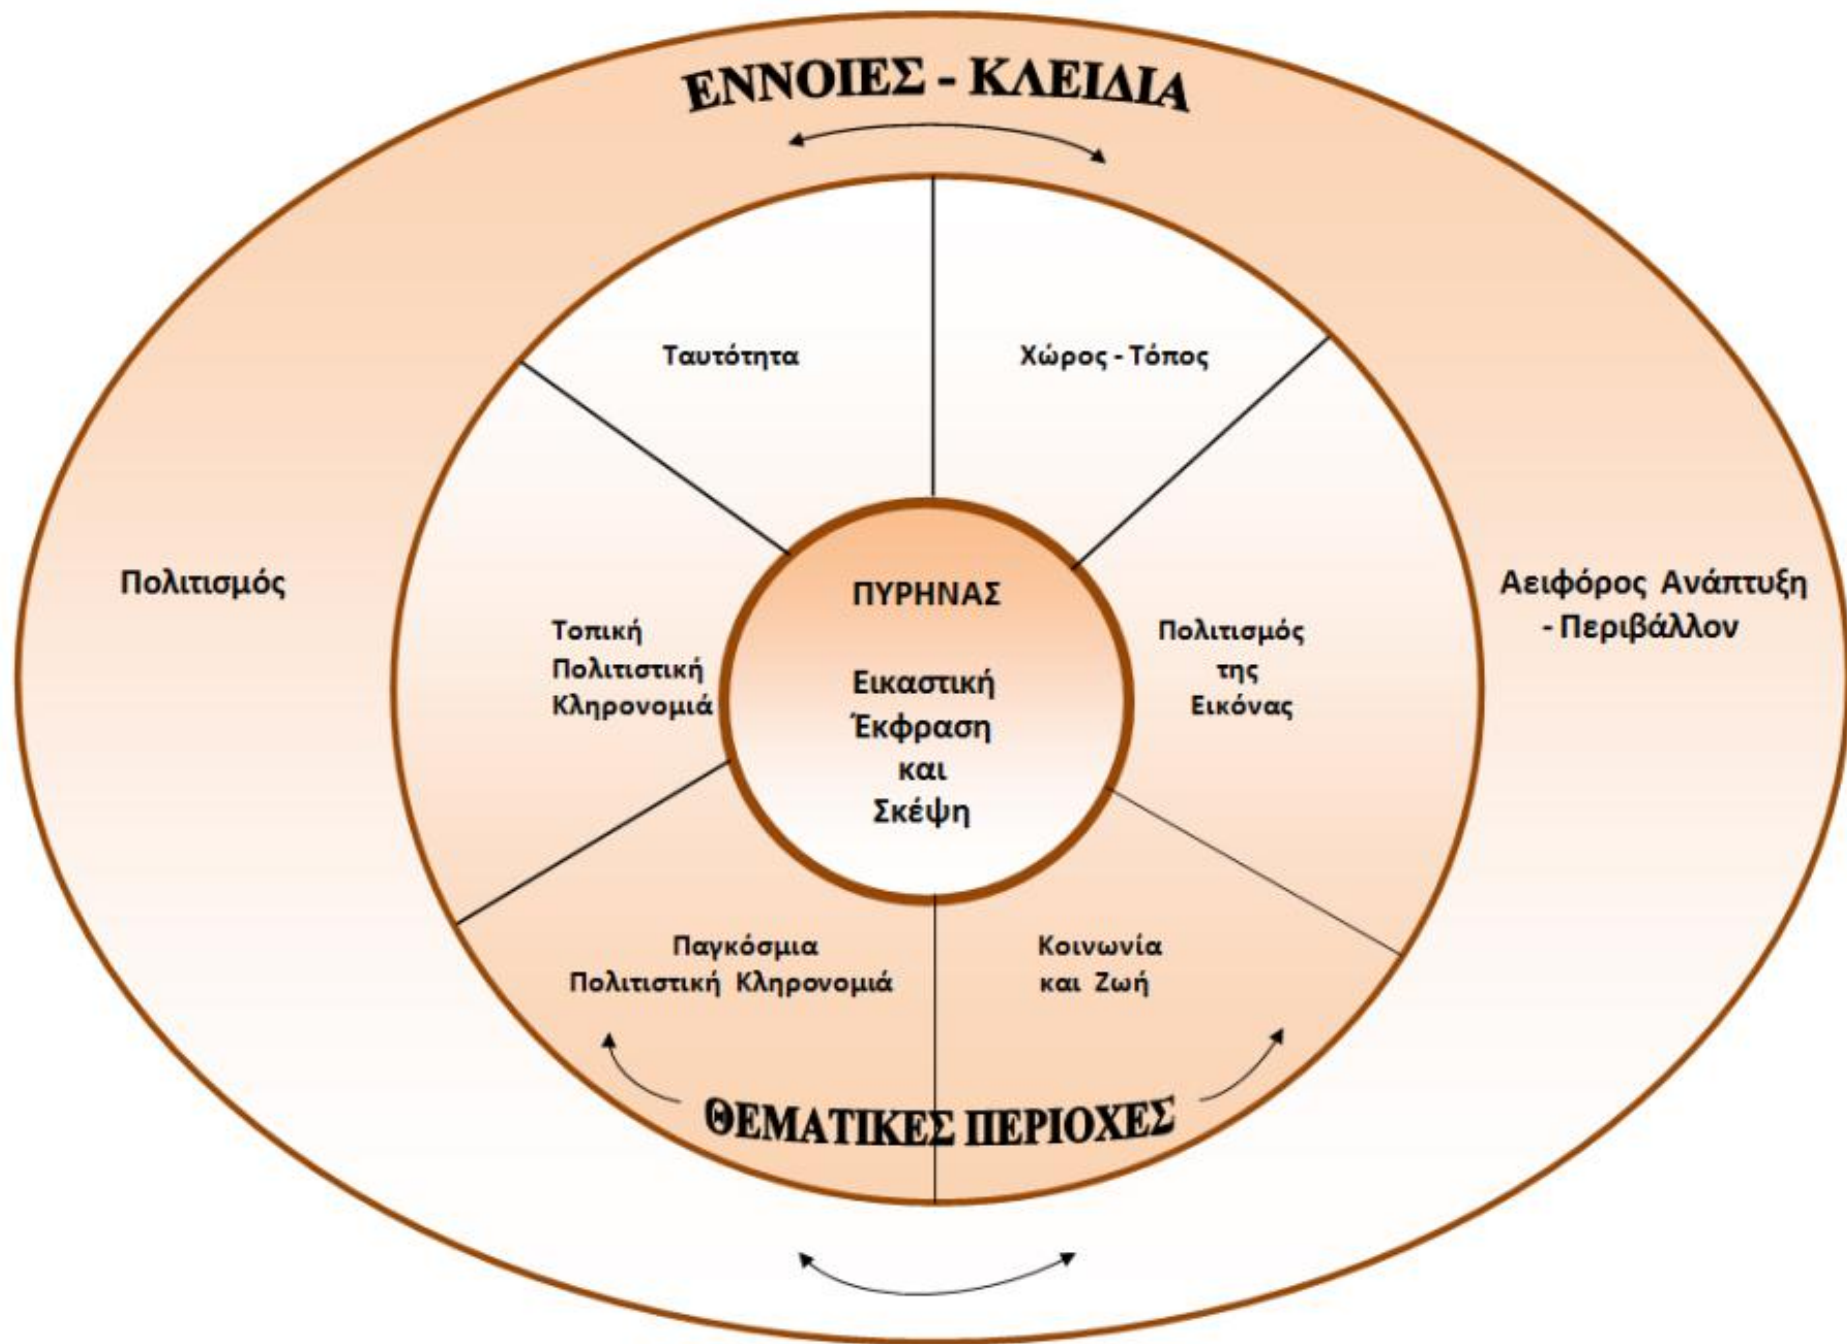 ΕΝΝΟΙΕΣ - ΚΛΕΙΔΙΑ
Ταυτότητα
Χώρος - Τόπος
Πολιτισμός
Αειφόρος Ανάπτυξη
- Περιβάλλον
Τοπική
Πολιτιστική
Κληρονομιά
ΠΥΡΗΝΑΣ
Εικαστική
Έκφραση
και
Σκέψη
Πολιτισμός
της
Εικόνας
Παγκόσμια
Πολιτιστική Κληρονομιά
Κοινωνία
και Ζωή
ΘΕΜΑΤΙΚΕΣ ΠΕΡΙΟΧΕΣ